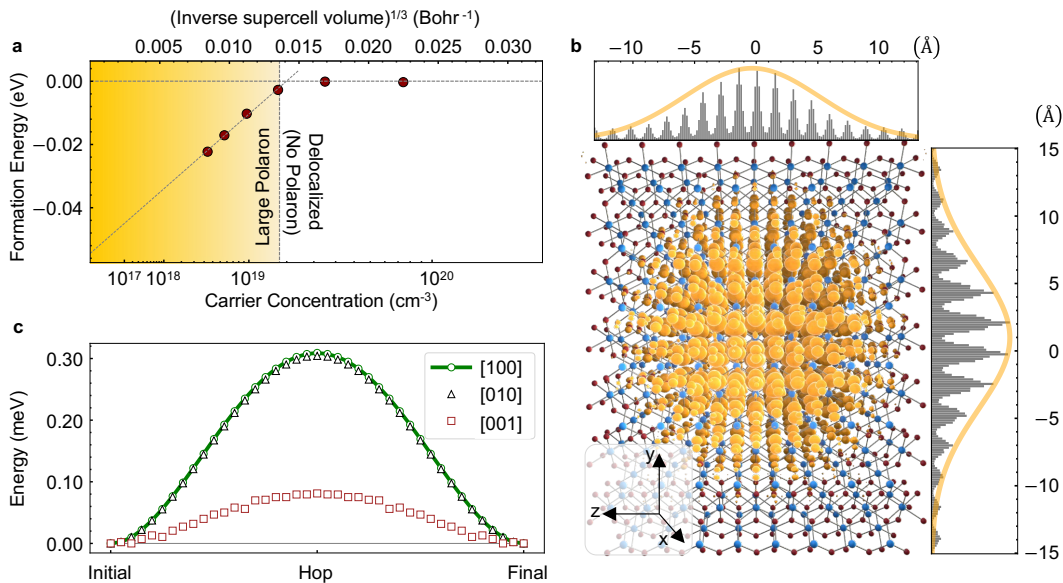 (Inverse supercell volume)1/3 (Bohr-1)
a
0.005 0.010 0.015 0.020 0.025 0.030
Formation Energy (eV)
0.00
−0.02
−0.04
Large Polaron
Delocalized
(No Polaron)
10^17 10^18 10^19 10^20
Carrier Concentration (cm-3)
b
−10 −5 0 5 10 (Å)
(Å)
15
10
5
0
−5
−10
−15
y
z
x
c
Energy (meV)
0.30
0.20
0.10
0.00
[100]
[010]
[001]
Initial Hop Final